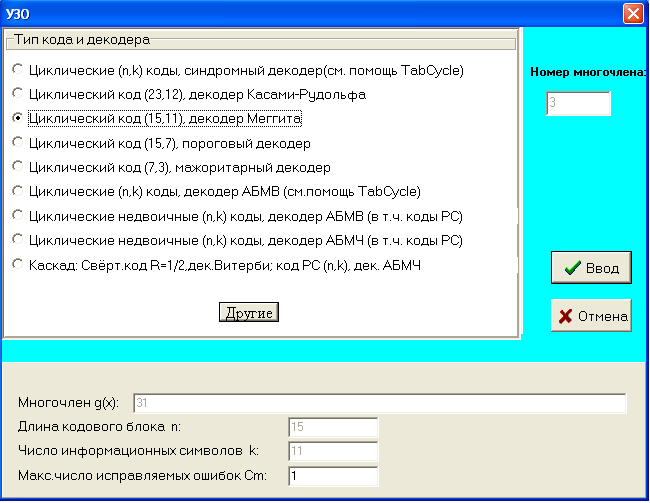 УЗО
Тип кода и декодера
Циклические (n,k) коды, синдромный декодер(см. помощь TabCycle)
Циклический код (23,12), декодер Касами-Рудольфа
Циклический код (15,11), декодер Меггита
Циклический код (15,7), пороговый декодер
Циклический код (7,3), мажоритарный декодер
Циклические (n,k) коды, декодер АБМВ (см.помощь TabCycle)
Циклические недвоичные (n,k) коды, декодер АБМВ (в т.ч. коды РС)
Циклические недвоичные (n,k) коды, декодер АБМЧ (в т.ч. коды РС)
Каскад: Свёрт.код R=1/2,дек.Витерби; код РС (n,k), дек. АБМЧ
Другие
Номер многочлена:
3
Ввод
Отмена
Многочлен g(x): 31
Длина кодового блока n: 15
Число информационных символов k: 11
Макс.число исправляемых ошибок Cm: 1